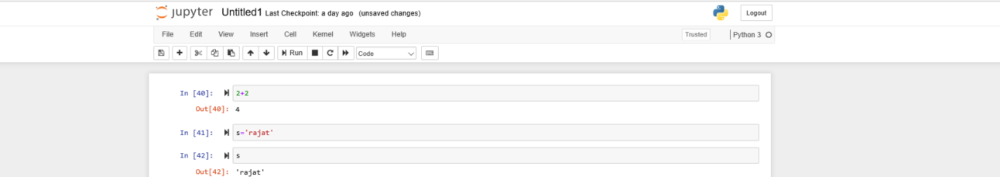 jupyter Untitled1 Last Checkpoint: a day ago (unsaved changes) Logout
File Edit View Insert Cell Kernel Widgets Help Trusted Python 3
Run Code
In [40]: 2+2
Out[40]: 4
In [41]: s='rajat'
In [42]: s
Out[42]: 'rajat'